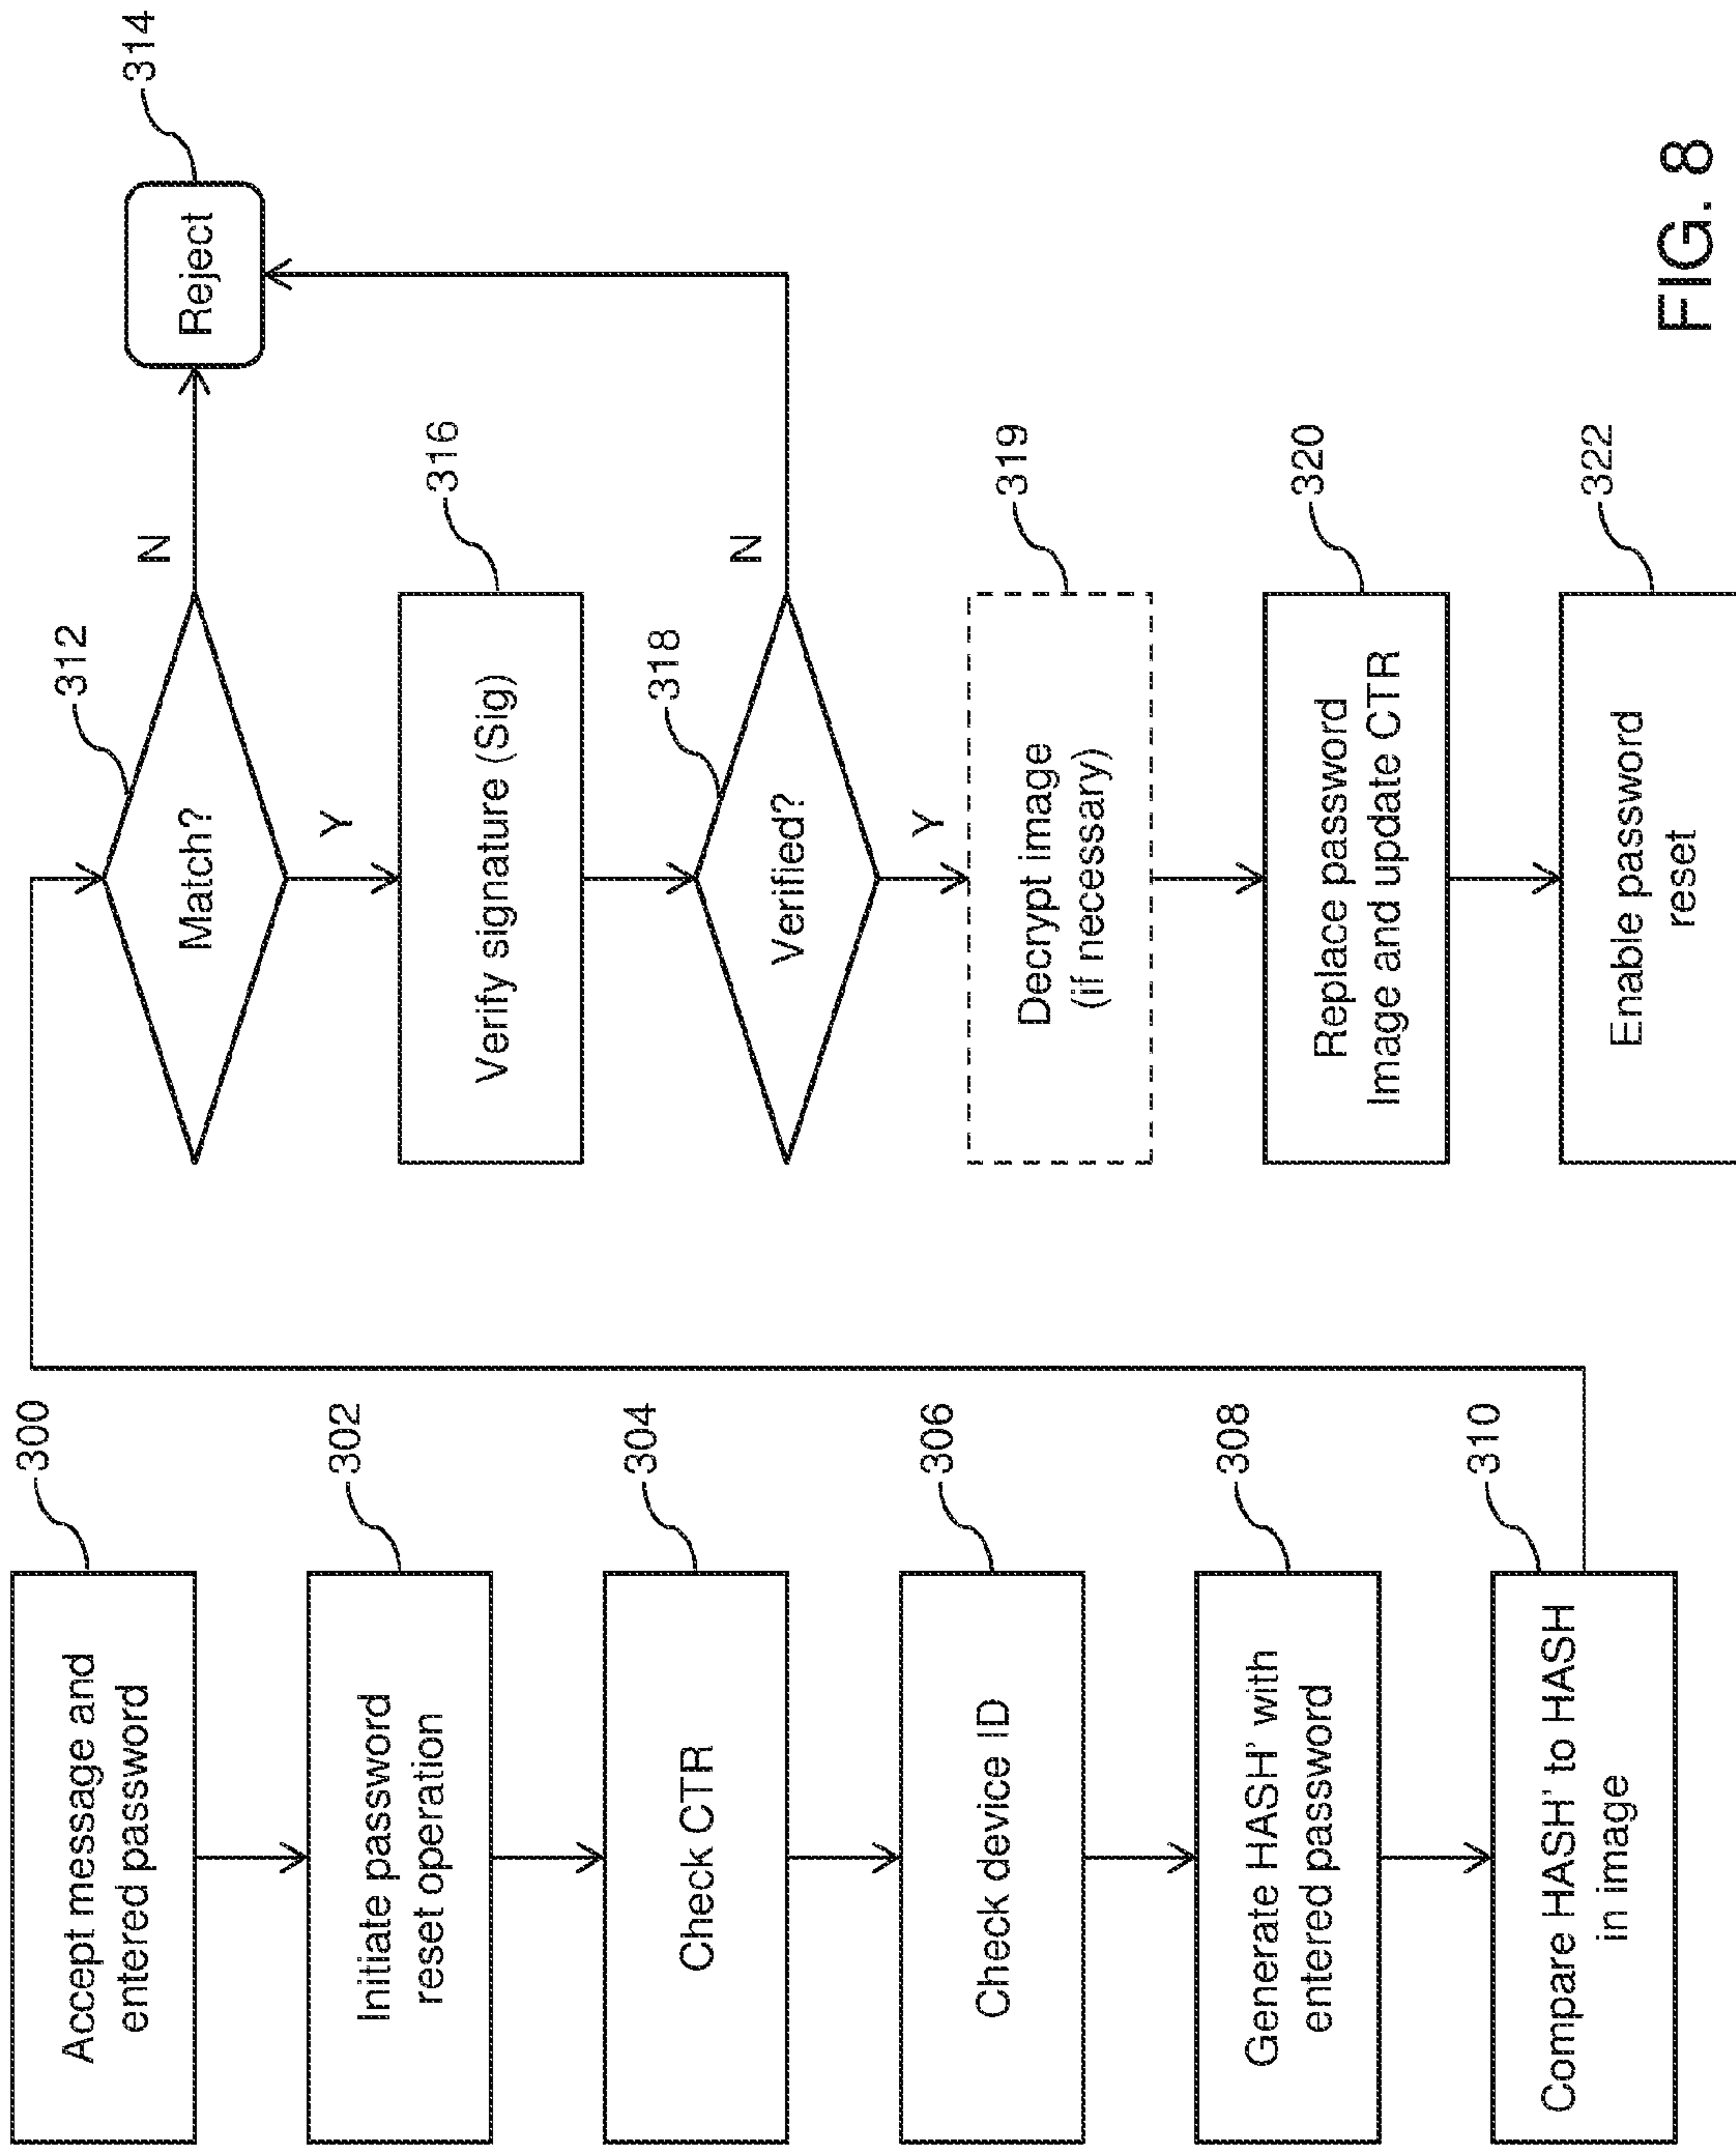 300
Accept message and
entered password
302
Initiate password
reset operation
304
Check CTR
306
Check device ID
308
Generate HASH' with
entered password
310
Compare HASH' to HASH
in image
312
Match?
N
314
Reject
Y
316
Verify signature (Sig)
318
Verified?
N
Y
319
Decrypt image
(if necessary)
320
Replace password
Image and update CTR
322
Enable password
reset
FIG. 8